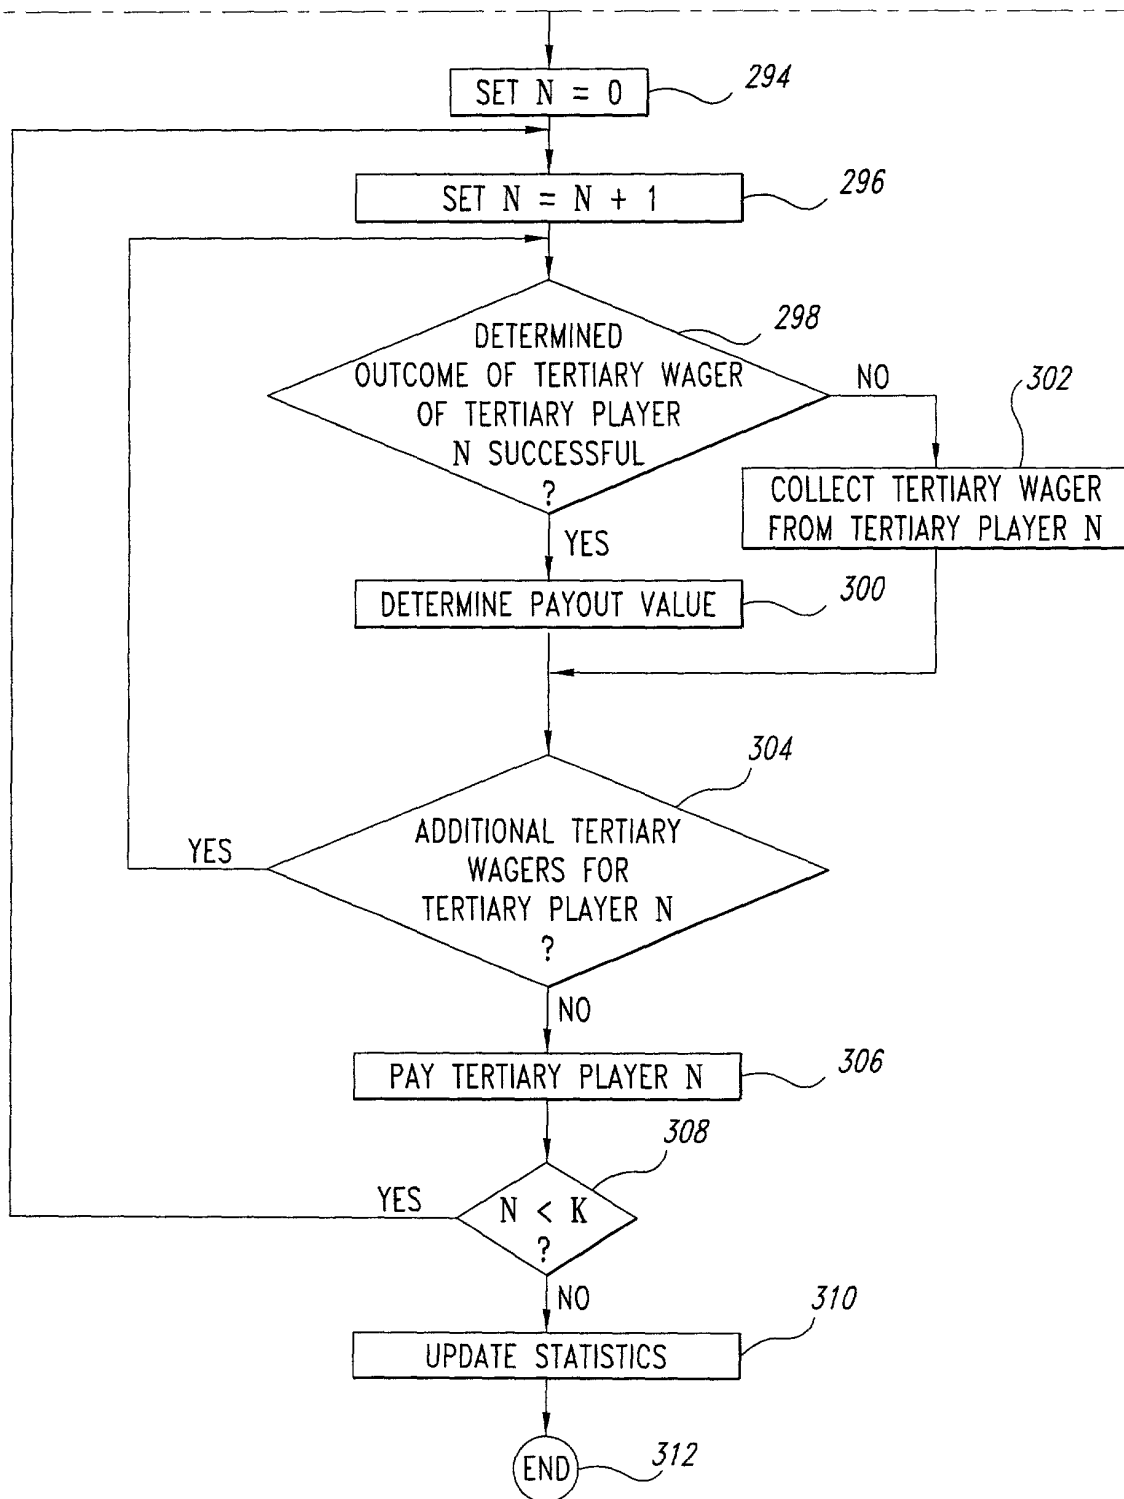 SET N = 0
294
SET N = N + 1
296
298
DETERMINED
OUTCOME OF TERTIARY WAGER
OF TERTIARY PLAYER
N SUCCESSFUL
?
NO
302
COLLECT TERTIARY WAGER
FROM TERTIARY PLAYER N
YES
DETERMINE PAYOUT VALUE
300
304
ADDITIONAL TERTIARY
WAGERS FOR
TERTIARY PLAYER N
?
YES
NO
PAY TERTIARY PLAYER N
306
308
N < K
?
YES
NO
310
UPDATE STATISTICS
END
312